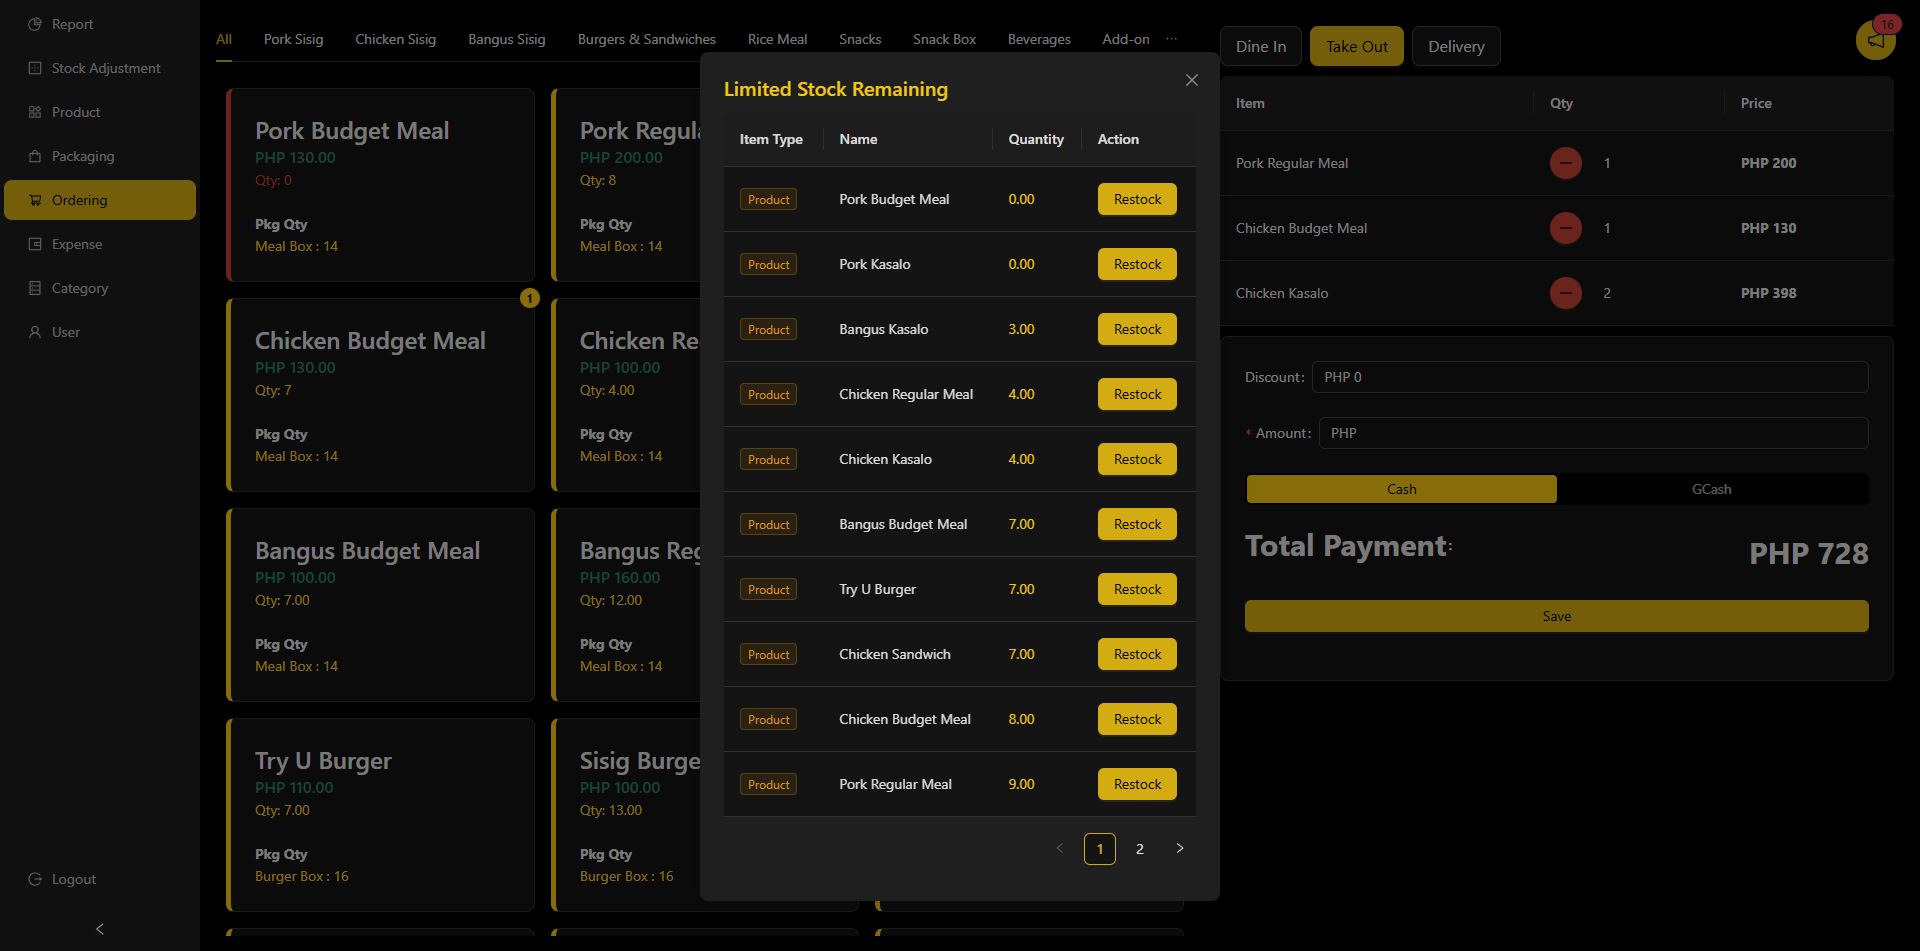 Report
Stock Adjustment
Product
Packaging
Ordering
Expense
Category
User
Logout
All Pork Sisig Chicken Sisig Bangus Sisig Burgers & Sandwiches Rice Meal Snacks Snack Box Beverages Add-on ...
Pork Budget Meal
PHP 130.00
Qty: 0
Pkg Qty
Meal Box : 14
Pork Regul
PHP 200.00
Qty: 8
Pkg Qty
Meal Box : 14
1
Chicken Budget Meal
PHP 130.00
Qty: 7
Pkg Qty
Meal Box : 14
Chicken Re
PHP 100.00
Qty: 4.00
Pkg Qty
Meal Box : 14
Bangus Budget Meal
PHP 100.00
Qty: 7.00
Pkg Qty
Meal Box : 14
Bangus Reg
PHP 160.00
Qty: 12.00
Pkg Qty
Meal Box : 14
Try U Burger
PHP 110.00
Qty: 7.00
Pkg Qty
Burger Box : 16
Sisig Burge
PHP 100.00
Qty: 13.00
Pkg Qty
Burger Box : 16
Limited Stock Remaining
Item Type Name Quantity Action
Product Pork Budget Meal 0.00 Restock
Product Pork Kasalo 0.00 Restock
Product Bangus Kasalo 3.00 Restock
Product Chicken Regular Meal 4.00 Restock
Product Chicken Kasalo 4.00 Restock
Product Bangus Budget Meal 7.00 Restock
Product Try U Burger 7.00 Restock
Product Chicken Sandwich 7.00 Restock
Product Chicken Budget Meal 8.00 Restock
Product Pork Regular Meal 9.00 Restock
< 1 2 >
Dine In Take Out Delivery
16
Item Qty Price
Pork Regular Meal 1 PHP 200
Chicken Budget Meal 1 PHP 130
Chicken Kasalo 2 PHP 398
Discount: PHP 0
* Amount: PHP
Cash GCash
Total Payment: PHP 728
Save